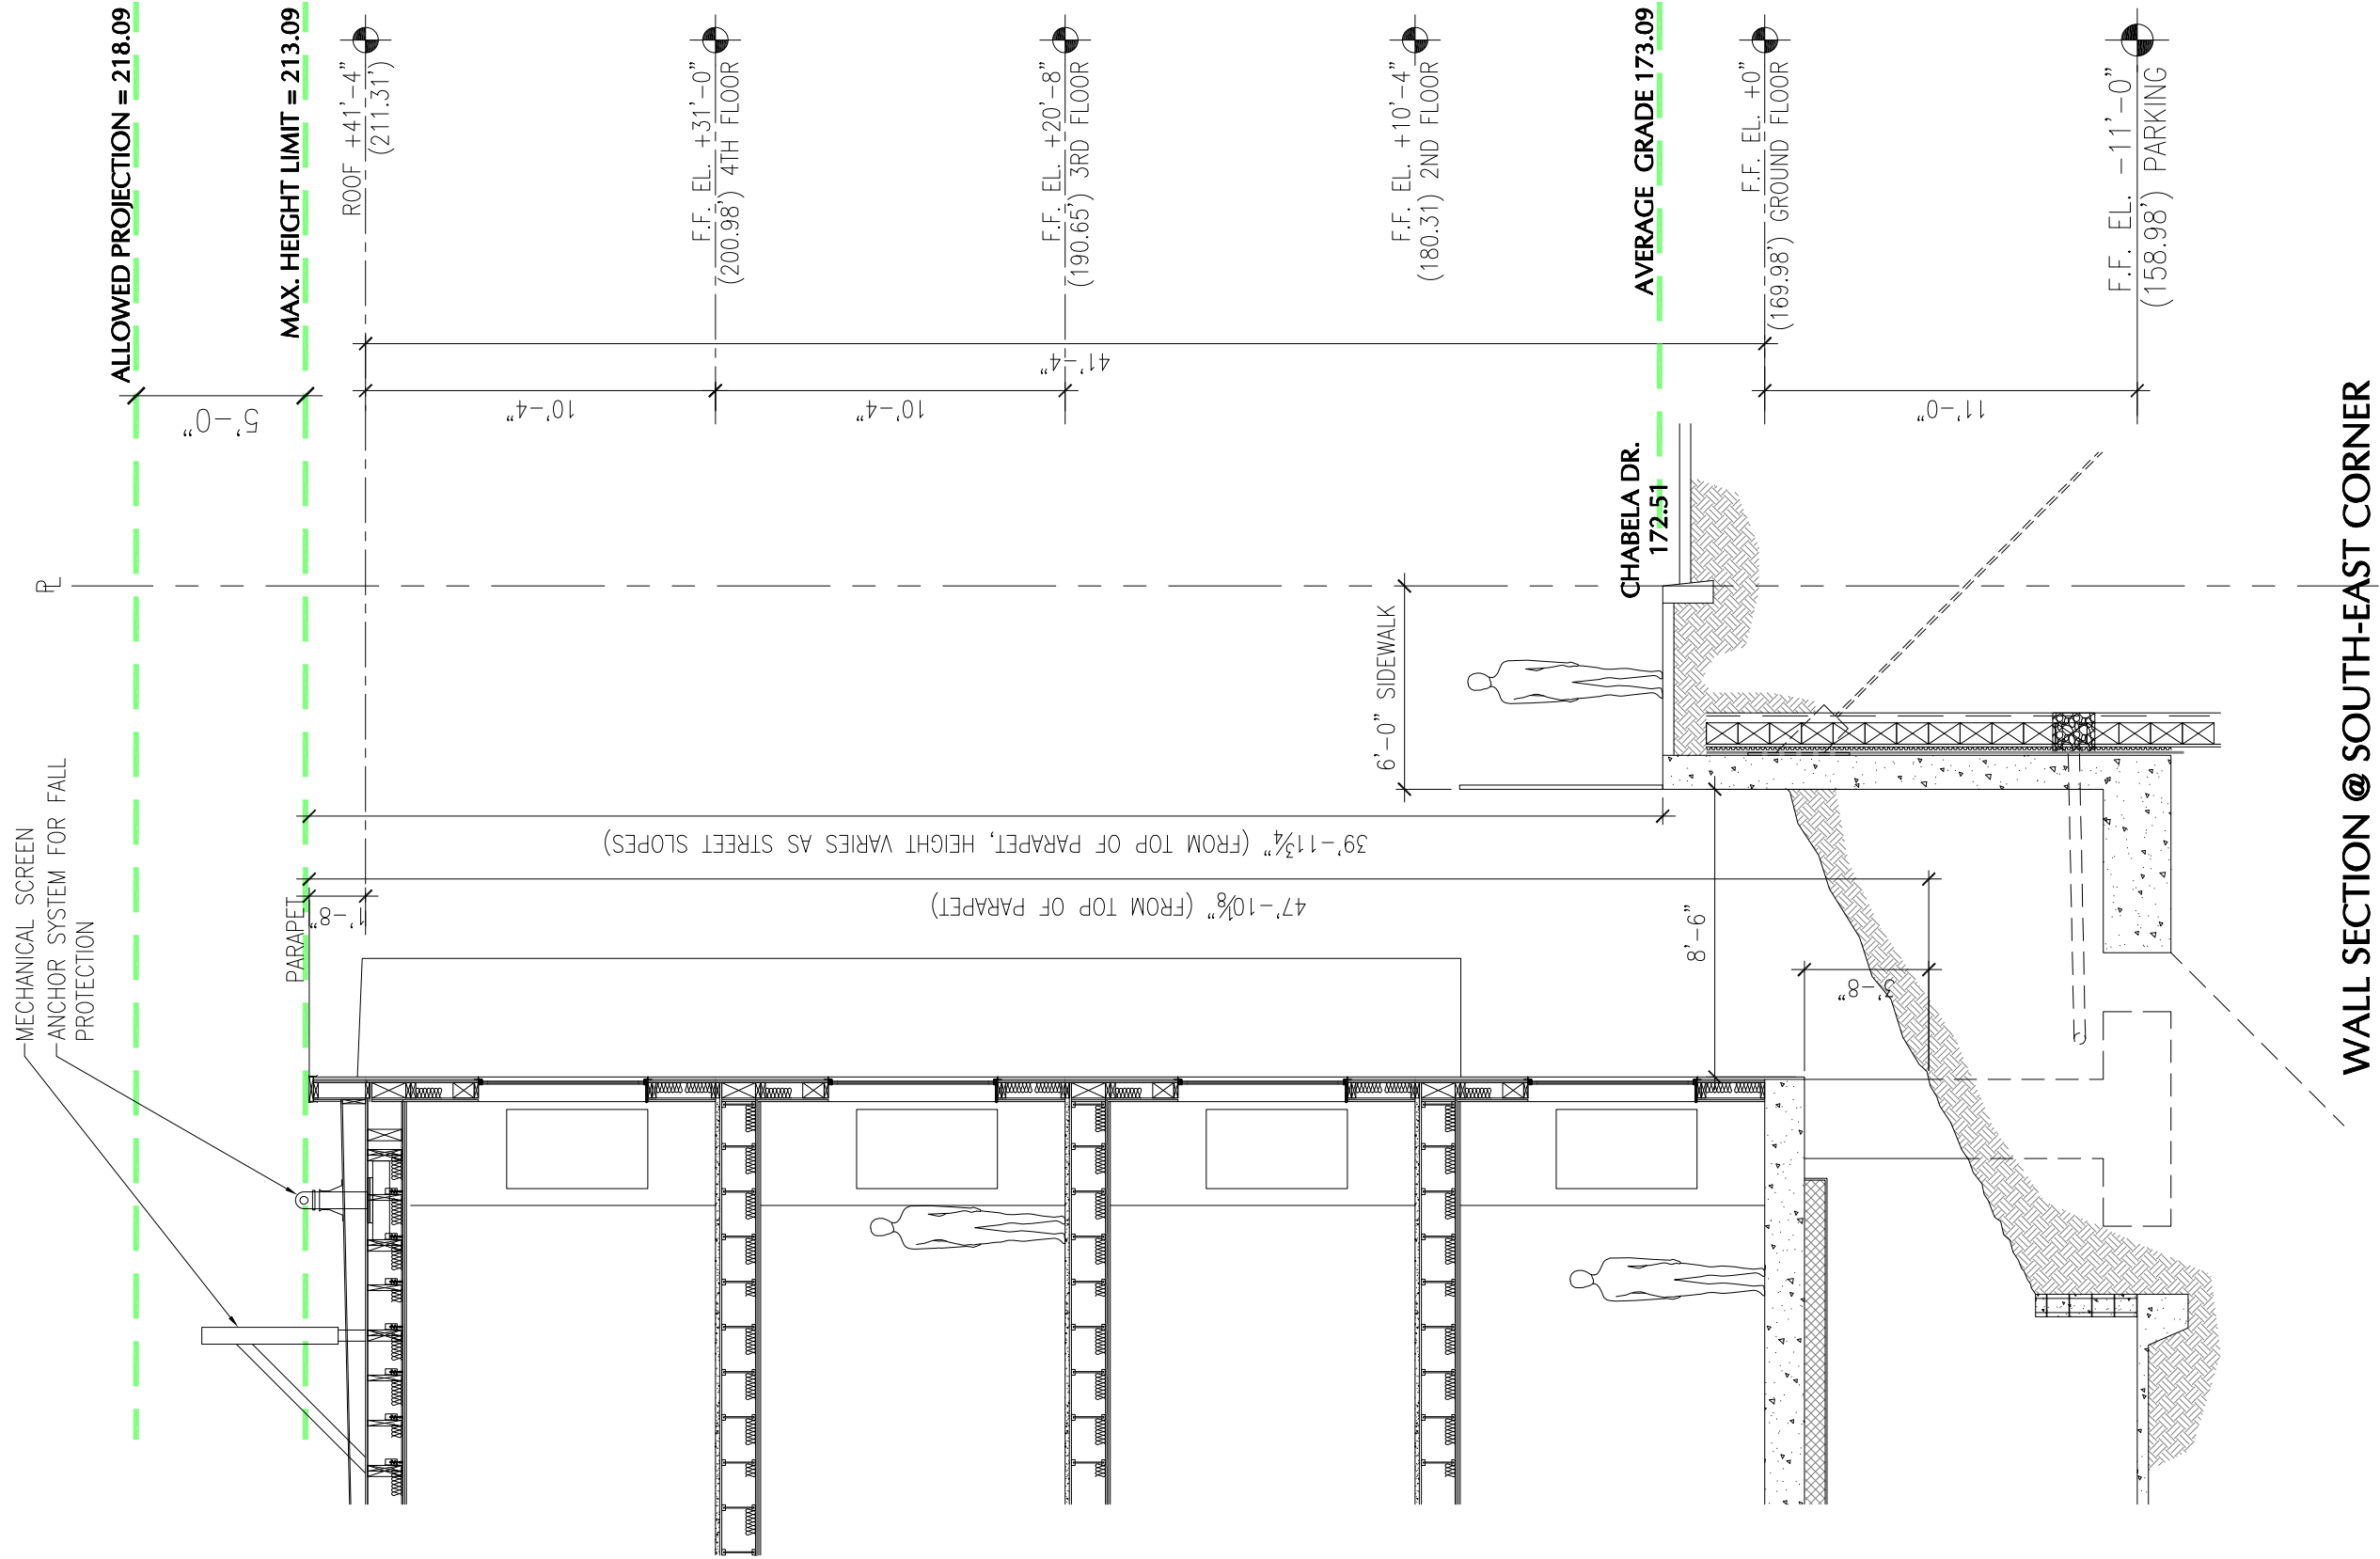 ALLOWED PROJECTION = 218.09
MAX. HEIGHT LIMIT = 213.09
ROOF +41'-4"
(211.31')
F.F. EL. +31'-0"
(200.98') 4TH FLOOR
F.F. EL. +20'-8"
(190.65') 3RD FLOOR
F.F. EL. +10'-4"
(180.31) 2ND FLOOR
AVERAGE GRADE 173.09
F.F. EL. +0"
(169.98') GROUND FLOOR
F.F. EL. -11'-0"
(158.98') PARKING
5'-0"
10'-4"
10'-4"
41'-4"
11'-0"
PL
CHABELA DR.
172.51
6'-0" SIDEWALK
MECHANICAL SCREEN
ANCHOR SYSTEM FOR FALL
PROTECTION
PARAPET
1'-8"
39'-11¾" (FROM TOP OF PARAPET, HEIGHT VARIES AS STREET SLOPES)
47'-10⅛" (FROM TOP OF PARAPET)
8'-6"
3'-8"
WALL SECTION @ SOUTH-EAST CORNER